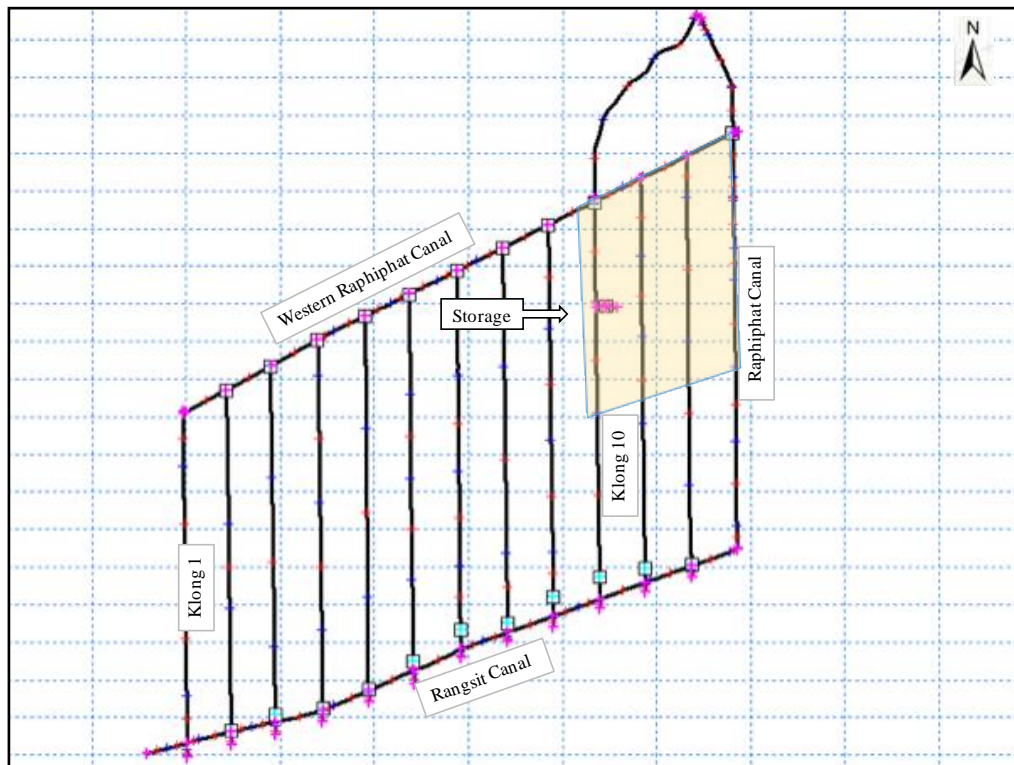 N
Western Raphiphat Canal
Storage
Raphiphat Canal
Klong 10
Klong 1
Rangsit Canal